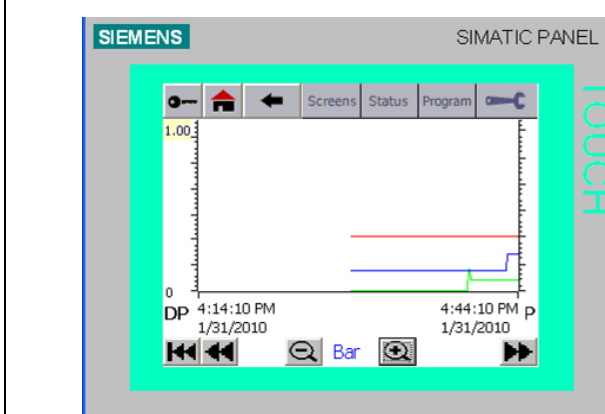 SIEMENS SIMATIC PANEL
TOUCH
Screens Status Program
1.00
0
DP 4:14:10 PM 4:44:10 PM P
1/31/2010 1/31/2010
Bar